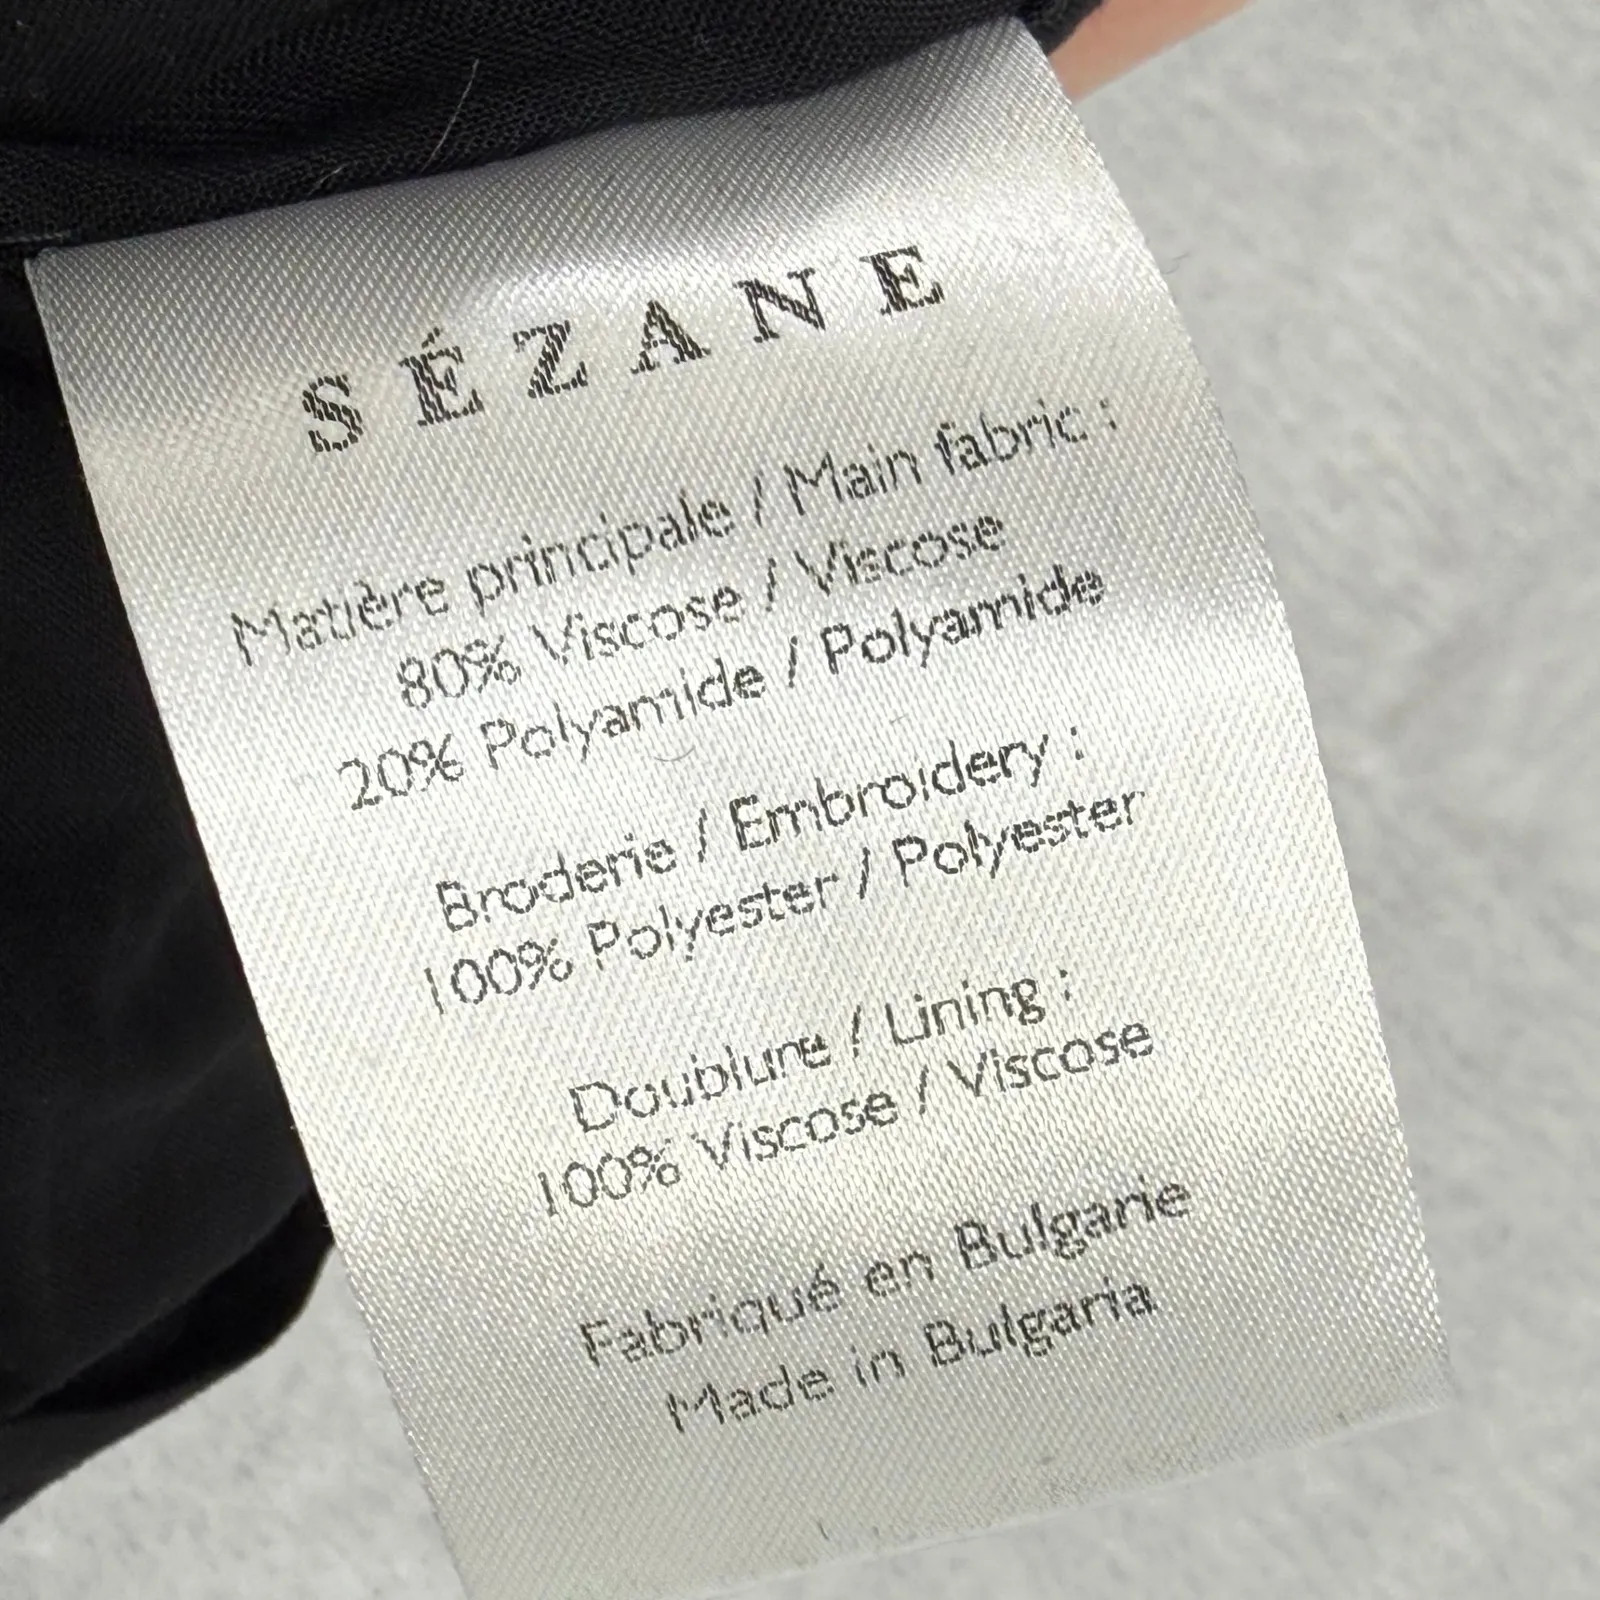 SÉZANE
Matière principale / Main fabric :
80% Viscose / Viscose
20% Polyamide / Polyamide
Broderie / Embroidery :
100% Polyester / Polyester
Doublure / Lining :
100% Viscose / Viscose
Fabriqué en Bulgarie
Made in Bulgaria